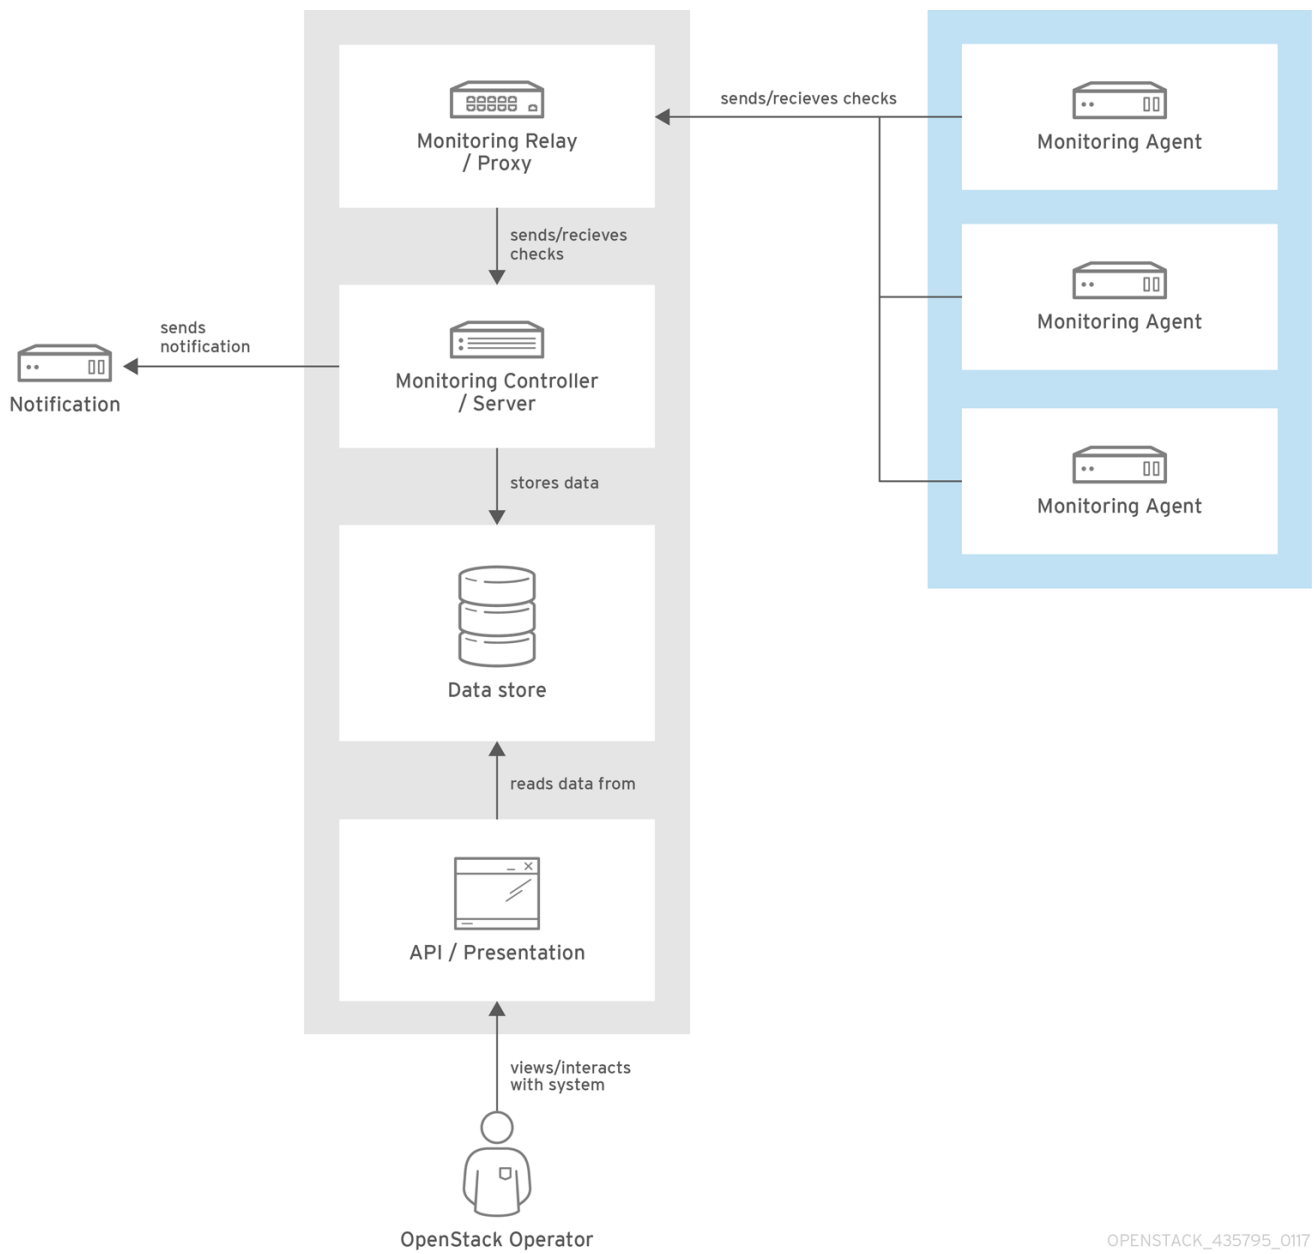 Monitoring Relay
/ Proxy
sends/recieves checks
Monitoring Agent
sends/recieves
checks
Monitoring Agent
sends
notification
Notification
Monitoring Controller
/ Server
Monitoring Agent
stores data
Data store
reads data from
API / Presentation
views/interacts
with system
OpenStack Operator
OPENSTACK_435795_0117